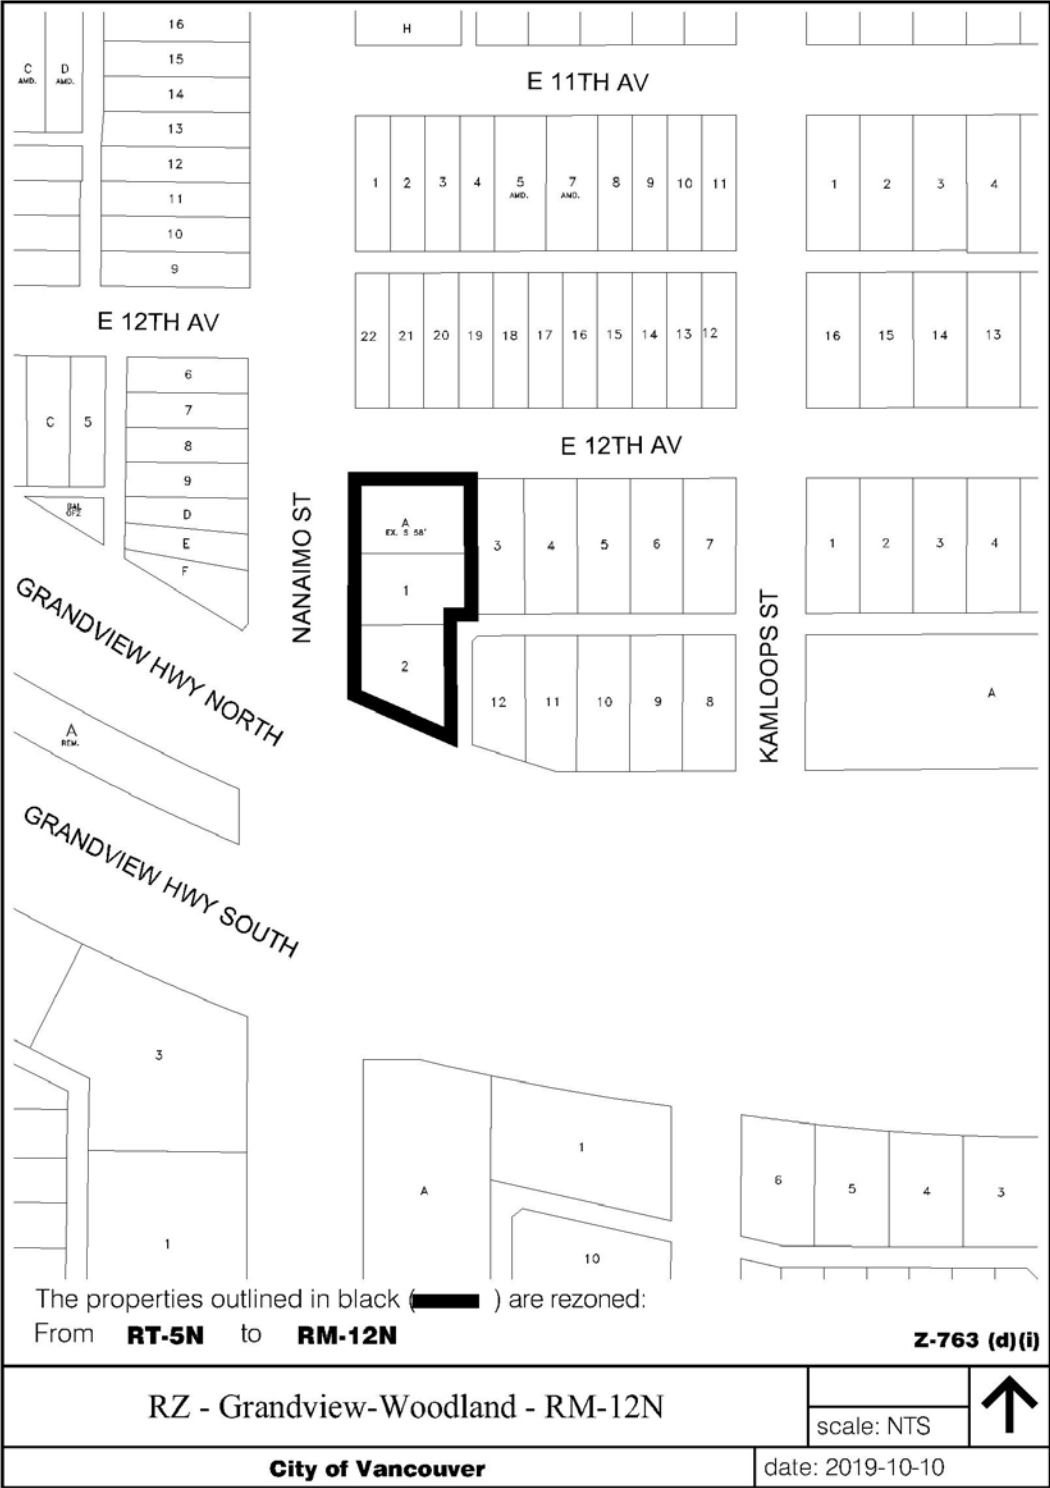 16
H
15
C
AMD.
D
AMD.
E 11TH AV
14
13
12
1
2
3
4
5
AMD.
7
AMD.
8
9
10
11
1
2
3
4
11
10
9
E 12TH AV
22
21
20
19
18
17
16
15
14
13
12
16
15
14
13
6
7
C
5
8
E 12TH AV
9
BAL
OF2
D
E
F
NANAIMO ST
A
EX. S 58'
1
2
3
4
5
6
7
KAMLOOPS ST
1
2
3
4
12
11
10
9
8
A
GRANDVIEW HWY NORTH
A
REM.
GRANDVIEW HWY SOUTH
3
1
A
1
10
6
5
4
3
The properties outlined in black ( ) are rezoned:
From RT-5N to RM-12N
Z-763 (d)(i)
RZ - Grandview-Woodland - RM-12N
scale: NTS
City of Vancouver
date: 2019-10-10